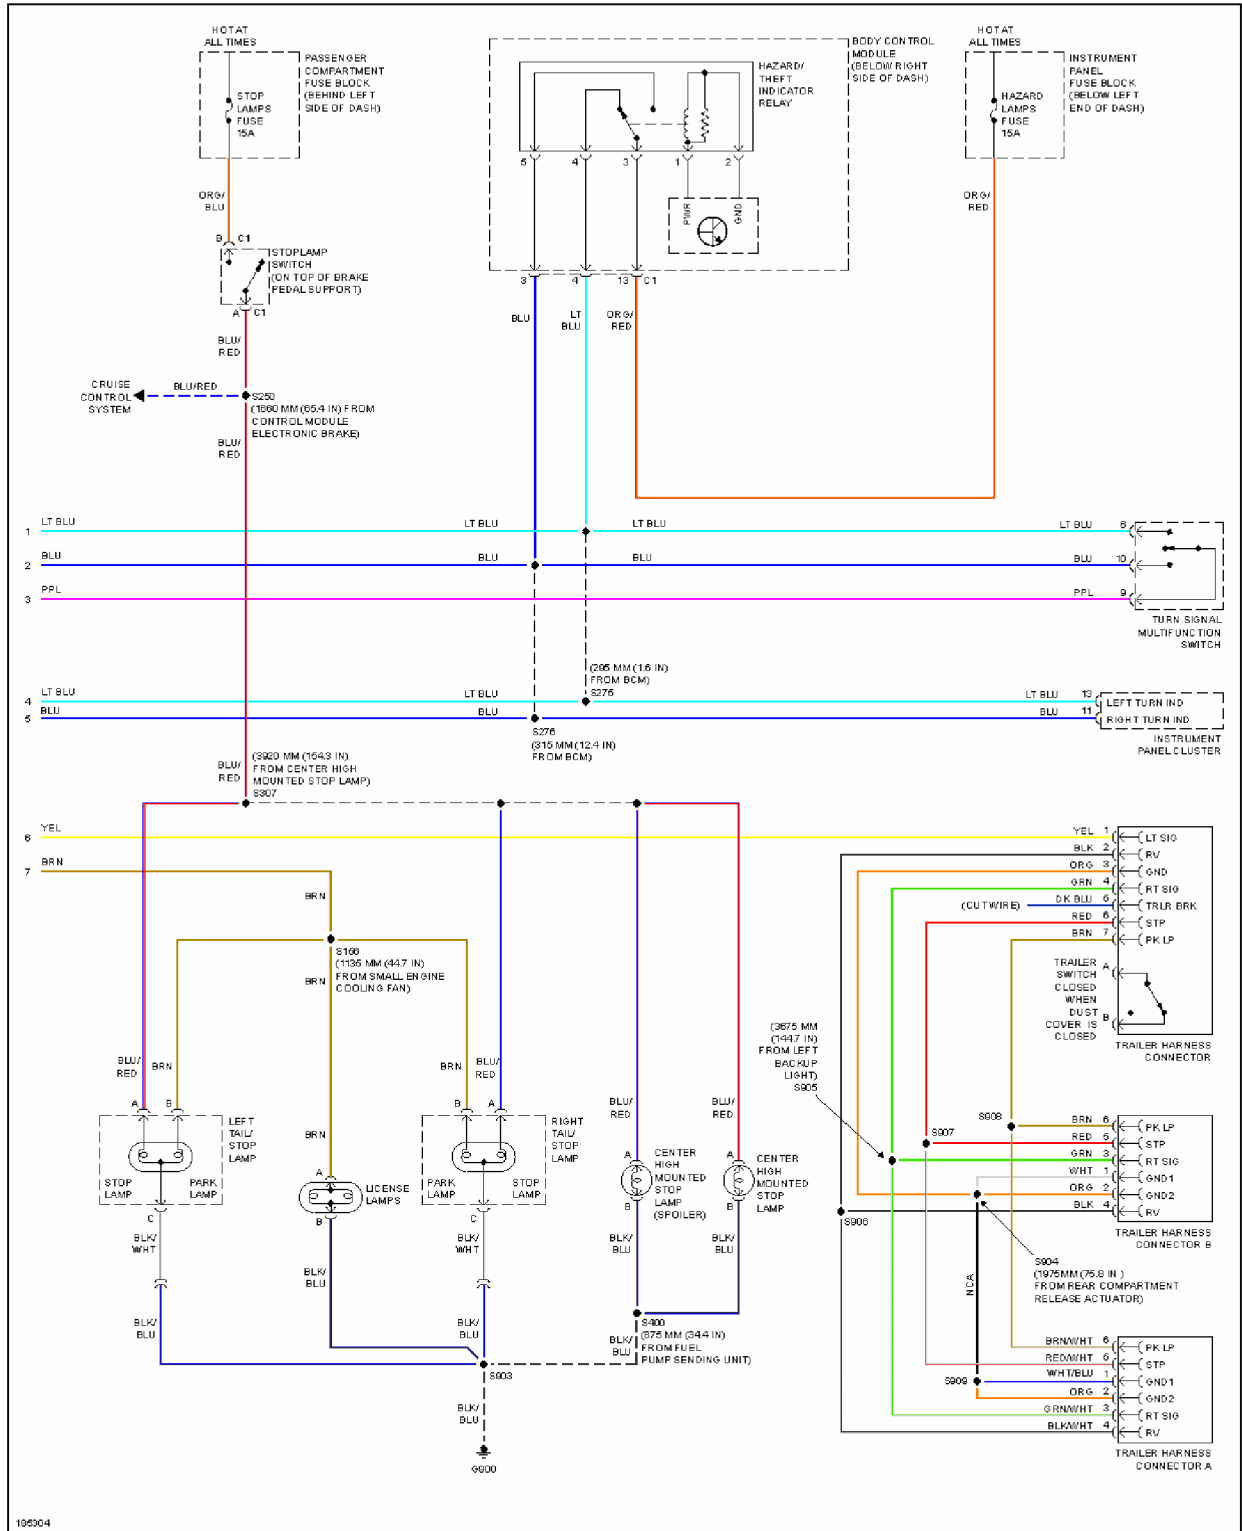 HOT AT
ALL TIMES
PASSENGER
COMPARTMENT
FUSE BLOCK
(BEHIND LEFT
SIDE OF DASH)
STOP
LAMPS
FUSE
15A
BODY CONTROL
MODULE
(BELOW RIGHT
SIDE OF DASH)
HAZARD/
THEFT
INDICATOR
RELAY
5
4
3
1
2
PWR
GND
HOT AT
ALL TIMES
INSTRUMENT
PANEL
FUSE BLOCK
(BELOW LEFT
END OF DASH)
HAZARD
LAMPS
FUSE
15A
ORG/
BLU
ORG/
RED
B C1
STOPLAMP
SWITCH
(ON TOP OF BRAKE
PEDAL SUPPORT)
A C1
3
4
13 C1
BLU
LT
BLU
ORG/
RED
BLU/
RED
CRUISE
CONTROL
SYSTEM
BLU/RED
S250
(1660 MM (65.4 IN) FROM
CONTROL MODULE
ELECTRONIC BRAKE)
BLU/
RED
1 LT BLU LT BLU LT BLU LT BLU 6
2 BLU BLU BLU BLU 10
3 PPL PPL 9
TURN SIGNAL
MULTIFUNCTION
SWITCH
(295 MM (1.6 IN)
FROM BCM)
S275
4 LT BLU LT BLU LT BLU 13 LEFT TURN IND
5 BLU BLU BLU 11 RIGHT TURN IND
INSTRUMENT
PANEL CLUSTER
S276
(315 MM (12.4 IN)
FROM BCM)
BLU/
RED
(3920 MM (154.3 IN)
FROM CENTER HIGH
MOUNTED STOP LAMP)
S307
6 YEL
7 BRN
YEL 1 LT SIG
BLK 2 RV
ORG 3 GND
GRN 4 RT SIG
(CUTWIRE) DK BLU 5 TRLR BRK
RED 6 STP
BRN 7 PK LP
TRAILER
SWITCH
CLOSED
WHEN
DUST
COVER IS
CLOSED
A
B
TRAILER HARNESS
CONNECTOR
BRN
S156
(1135 MM (44.7 IN)
FROM SMALL ENGINE
COOLING FAN)
BRN
(3675 MM
(144.7 IN)
FROM LEFT
BACKUP
LIGHT)
S905
BLU/
RED
BRN
BRN
BLU/
RED
A
B
B
A
LEFT
TAIL/
STOP
LAMP
STOP
LAMP
PARK
LAMP
C
BRN
A
LICENSE
LAMPS
B
RIGHT
TAIL/
STOP
LAMP
PARK
LAMP
STOP
LAMP
C
BLU/
RED
BLU/
RED
A
CENTER
HIGH
MOUNTED
STOP
LAMP
(SPOILER)
B
A
CENTER
HIGH
MOUNTED
STOP
LAMP
B
S908
S907
BRN 6 PK LP
RED 5 STP
GRN 3 RT SIG
WHT 1 GND1
ORG 2 GND2
BLK 4 RV
TRAILER HARNESS
CONNECTOR B
S906
S904
(1975MM (75.8 IN )
FROM REAR COMPARTMENT
RELEASE ACTUATOR)
NCA
BLK/
WHT
BLK/
BLU
BLK/
WHT
BLK/
BLU
BLK/
BLU
BLK/
BLU
BLK/
BLU
BLK/
BLU
S400
(875 MM (34.4 IN)
FROM FUEL
PUMP SENDING UNIT)
S903
BLK/
BLU
G900
BRN/WHT 6 PK LP
RED/WHT 5 STP
WHT/BLU 1 GND1
S909
ORG 2 GND2
GRN/WHT 3 RT SIG
BLK/WHT 4 RV
TRAILER HARNESS
CONNECTOR A
185304